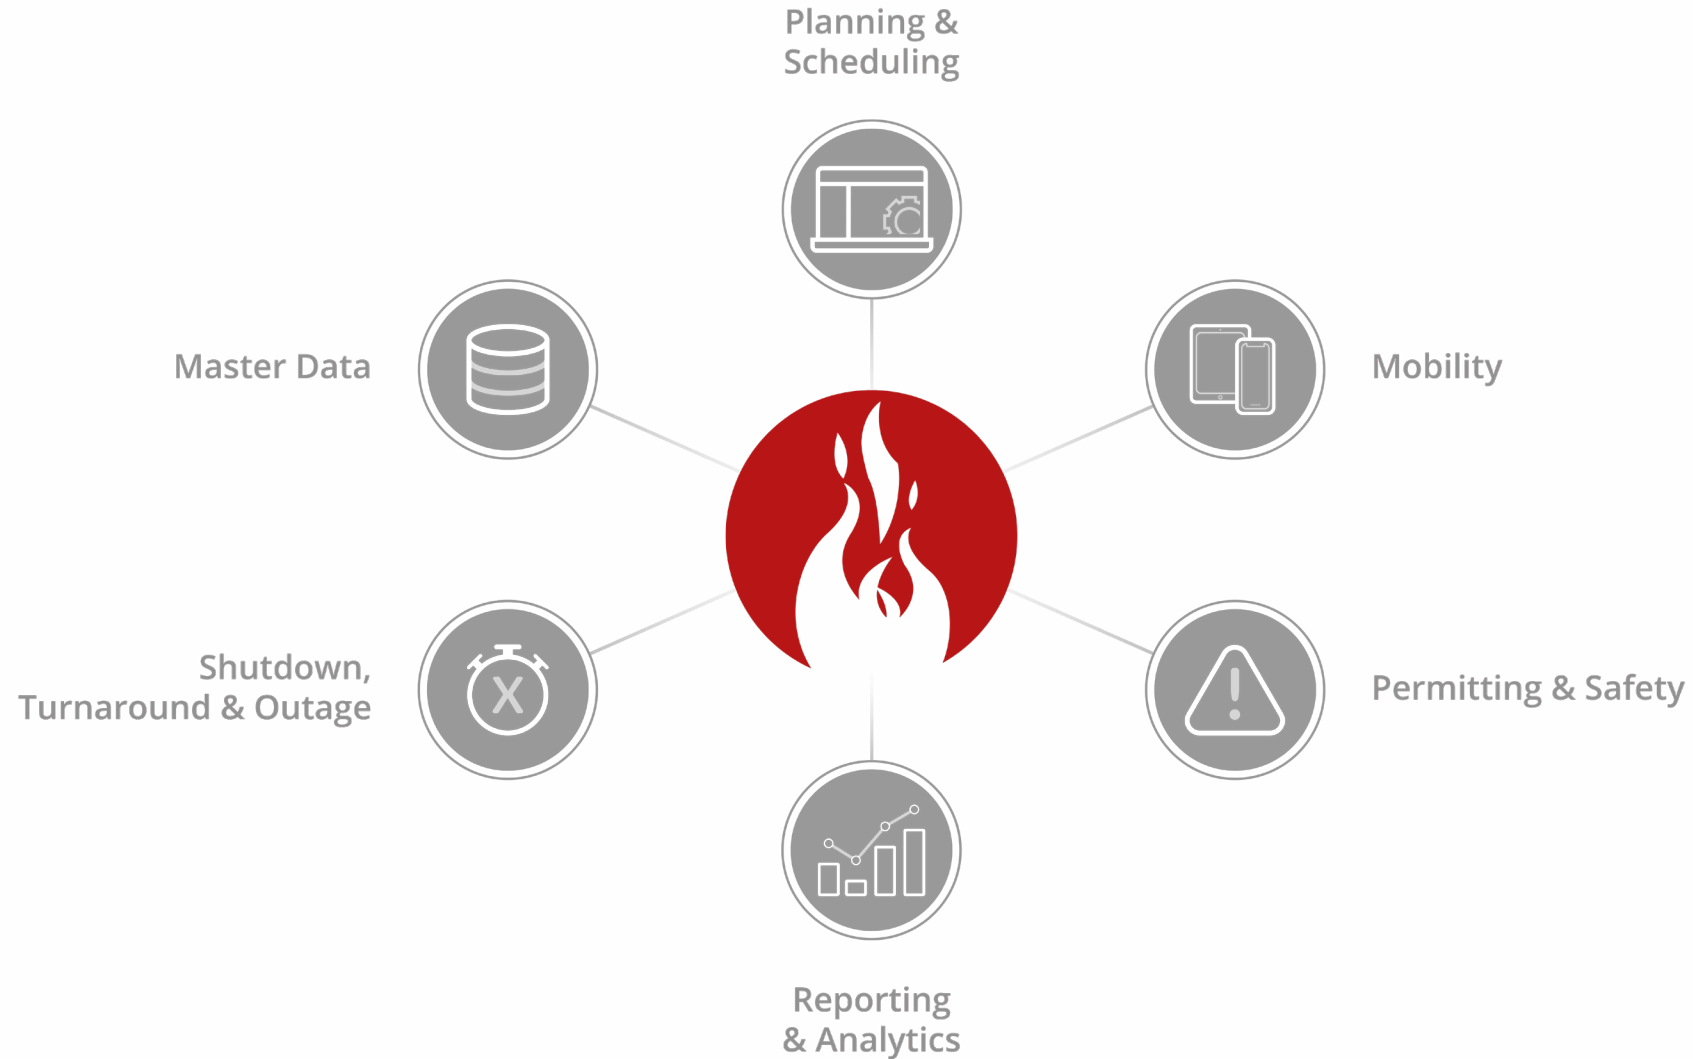 Planning &
Scheduling
Master Data
Mobility
Shutdown,
Turnaround & Outage
X
Permitting & Safety
Reporting
& Analytics